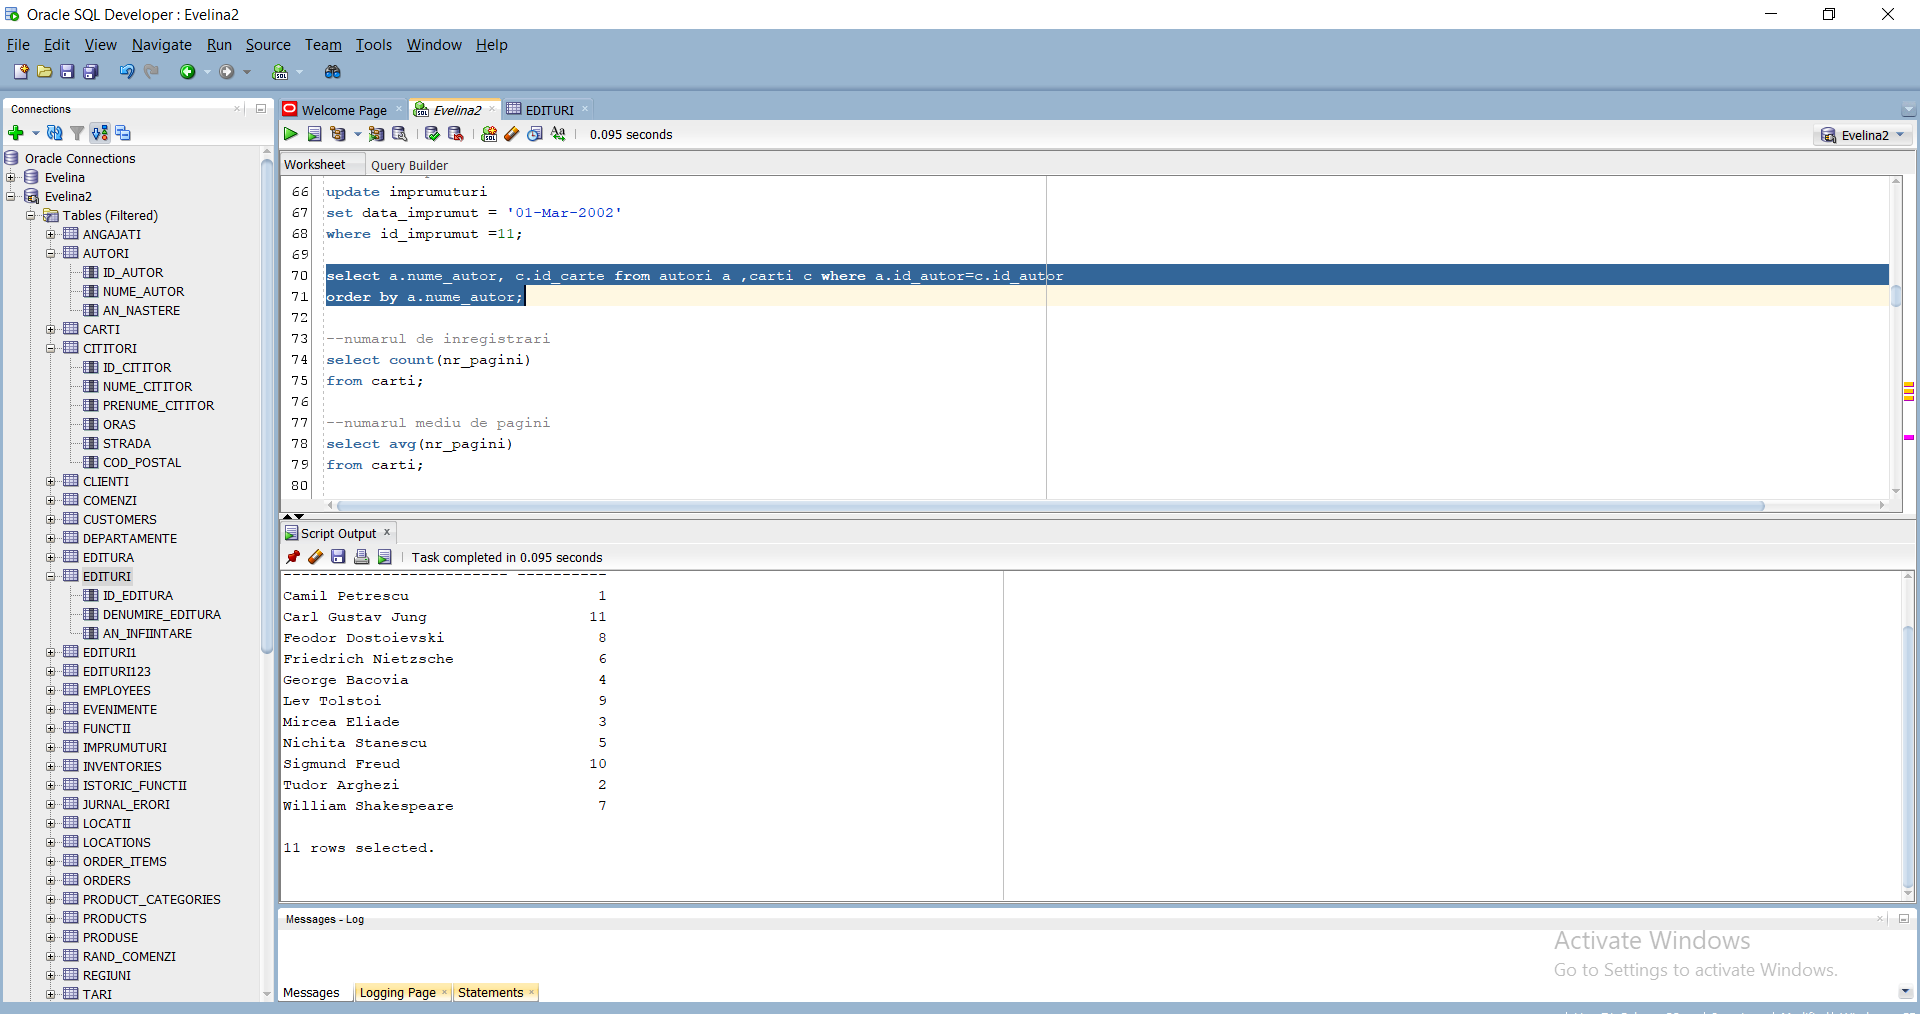 Oracle SQL Developer : Evelina2
File Edit View Navigate Run Source Team Tools Window Help
Connections
Oracle Connections
Evelina
Evelina2
Tables (Filtered)
ANGAJATI
AUTORI
ID_AUTOR
NUME_AUTOR
AN_NASTERE
CARTI
CITITORI
ID_CITITOR
NUME_CITITOR
PRENUME_CITITOR
ORAS
STRADA
COD_POSTAL
CLIENTI
COMENZI
CUSTOMERS
DEPARTAMENTE
EDITURA
EDITURI
ID_EDITURA
DENUMIRE_EDITURA
AN_INFIINTARE
EDITURI1
EDITURI123
EMPLOYEES
EVENIMENTE
FUNCTII
IMPRUMUTURI
INVENTORIES
ISTORIC_FUNCTII
JURNAL_ERORI
LOCATII
LOCATIONS
ORDER_ITEMS
ORDERS
PRODUCT_CATEGORIES
PRODUCTS
PRODUSE
RAND_COMENZI
REGIUNI
TARI
Welcome Page Evelina2 EDITURI
0.095 seconds
Evelina2
Worksheet Query Builder
66 update imprumuturi
67 set data_imprumut = '01-Mar-2002'
68 where id_imprumut =11;
69
70 select a.nume_autor, c.id_carte from autori a ,carti c where a.id_autor=c.id_autor
71 order by a.nume_autor;
72
73 --numarul de inregistrari
74 select count(nr_pagini)
75 from carti;
76
77 --numarul mediu de pagini
78 select avg(nr_pagini)
79 from carti;
80
Script Output
Task completed in 0.095 seconds
------------------------- ----------
Camil Petrescu 1
Carl Gustav Jung 11
Feodor Dostoievski 8
Friedrich Nietzsche 6
George Bacovia 4
Lev Tolstoi 9
Mircea Eliade 3
Nichita Stanescu 5
Sigmund Freud 10
Tudor Arghezi 2
William Shakespeare 7
11 rows selected.
Messages - Log
Messages Logging Page Statements
Activate Windows
Go to Settings to activate Windows.